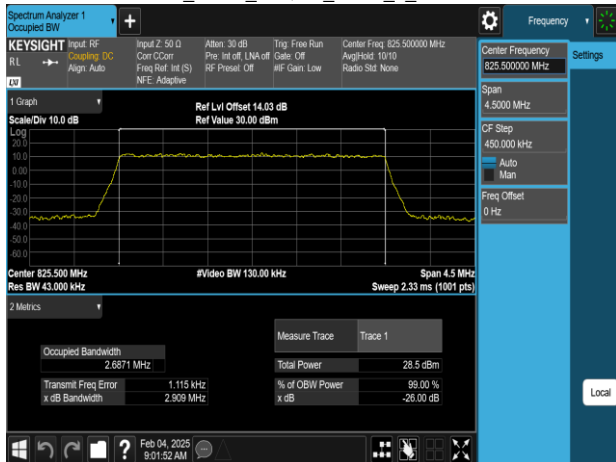 Spectrum Analyzer 1
Occupied BW
Frequency
KEYSIGHT
Input: RF
Coupling: DC
Align: Auto
Input Z: 50 Ω
Corr CCorr
Freq Ref: Int (S)
NFE: Adaptive
Atten: 30 dB
Pre: Int off, LNA off
RF Preset: Off
Trig: Free Run
Gate: Off
#IF Gain: Low
Center Freq: 825.500000 MHz
Avg|Hold: 10/10
Radio Std: None
R L
LXI
Center Frequency
825.500000 MHz
Settings
Span
4.5000 MHz
CF Step
450.000 kHz
Auto
Man
Freq Offset
0 Hz
1 Graph
Scale/Div 10.0 dB
Ref Lvl Offset 14.03 dB
Ref Value 30.00 dBm
Log
20.0
10.0
0.00
-10.0
-20.0
-30.0
-40.0
-50.0
-60.0
Center 825.500 MHz
Res BW 43.000 kHz
#Video BW 130.00 kHz
Span 4.5 MHz
Sweep 2.33 ms (1001 pts)
2 Metrics
Measure Trace
Trace 1
Occupied Bandwidth
2.6871 MHz
Total Power
28.5 dBm
Transmit Freq Error
1.115 kHz
% of OBW Power
99.00 %
x dB Bandwidth
2.909 MHz
x dB
-26.00 dB
Local
?
Feb 04, 2025
9:01:52 AM